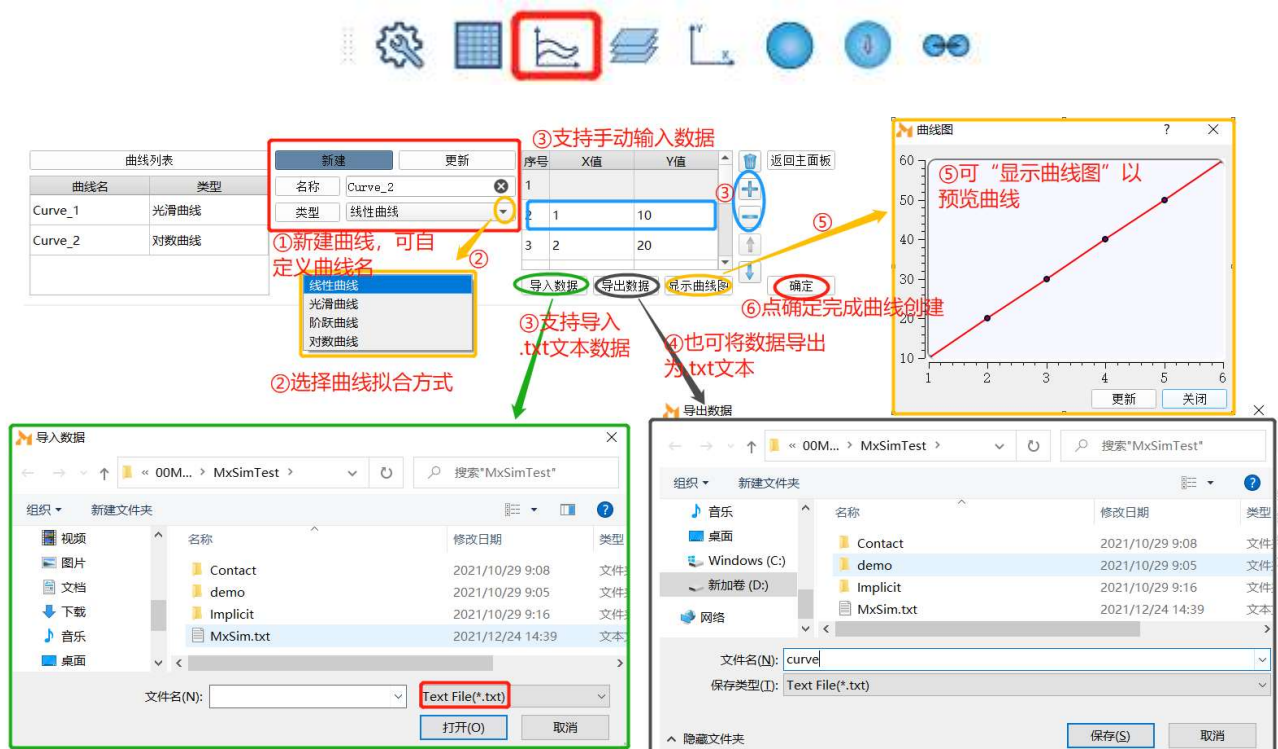 ③支持手动输入数据
曲线列表
新建
更新
序号 X值 Y值
返回主面板
曲线名 类型
名称 Curve_2
1
③
Curve_1 光滑曲线
类型 线性曲线
2 1 10
Curve_2 对数曲线
①新建曲线，可自
定义曲线名
②
3 2 20
⑤
线性曲线
光滑曲线
阶跃曲线
对数曲线
导入数据
导出数据
显示曲线图
确定
⑥点确定完成曲线创建
③支持导入
.txt文本数据
④也可将数据导出
为.txt文本
②选择曲线拟合方式
曲线图
?
⑤可“显示曲线图”以
预览曲线
60
50
40
30
20
10
1 2 3 4 5 6
更新
关闭
导入数据
« 00M... > MxSimTest >
搜索"MxSimTest"
组织
新建文件夹
?
视频
图片
文档
下载
音乐
桌面
名称 修改日期 类型
Contact 2021/10/29 9:08 文件
demo 2021/10/29 9:05 文件
Implicit 2021/10/29 9:16 文件
MxSim.txt 2021/12/24 14:39 文本
文件名(N):
Text File(*.txt)
打开(O)
取消
导出数据
« 00M... > MxSimTest >
搜索"MxSimTest"
组织
新建文件夹
?
音乐
桌面
Windows (C:)
新加卷 (D:)
网络
名称 修改日期 类型
Contact 2021/10/29 9:08 文件
demo 2021/10/29 9:05 文件
Implicit 2021/10/29 9:16 文件
MxSim.txt 2021/12/24 14:39 文本
文件名(N): curve
保存类型(T): Text File(*.txt)
隐藏文件夹
保存(S)
取消